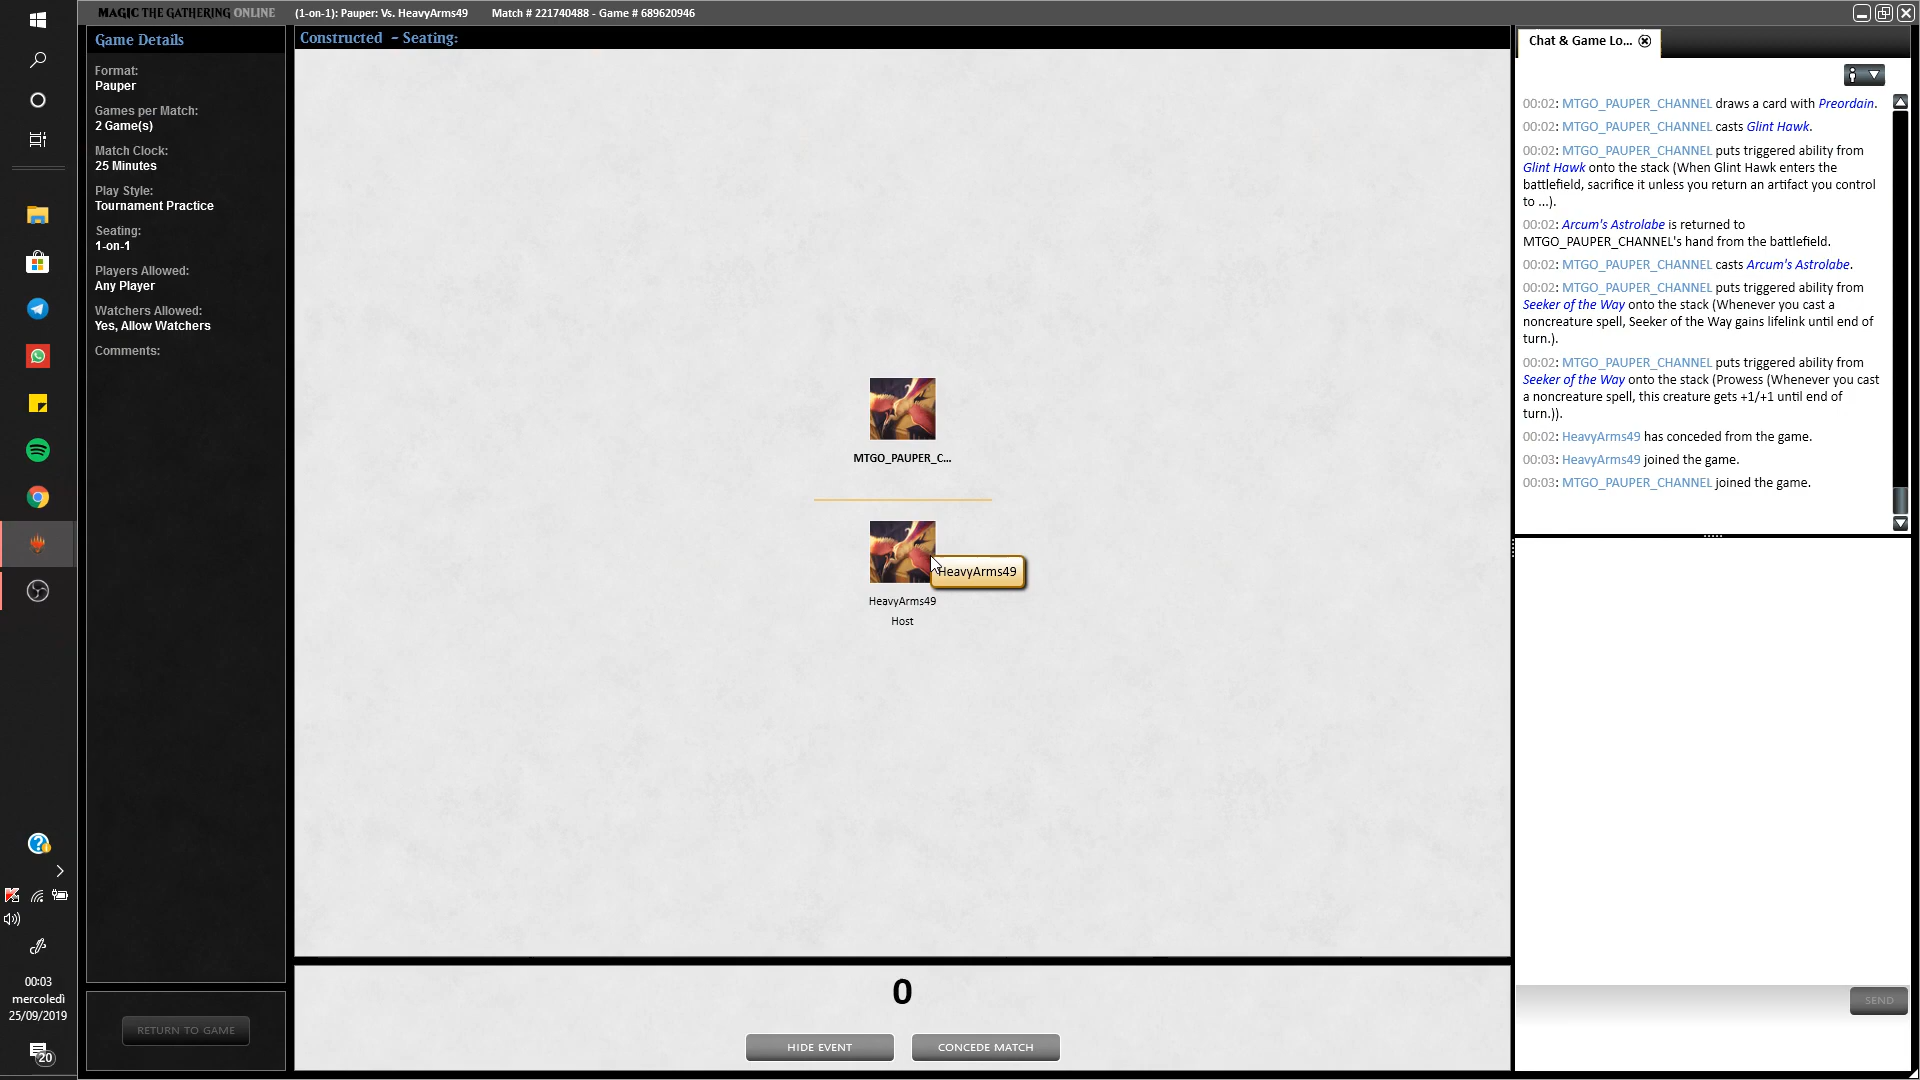 MAGIC THE GATHERING ONLINE
(1-on-1): Pauper: Vs. HeavyArms49
Match # 221740488 - Game # 689620946
Game Details
Format:
Pauper
Games per Match:
2 Game(s)
Match Clock:
25 Minutes
Play Style:
Tournament Practice
Seating:
1-on-1
Players Allowed:
Any Player
Watchers Allowed:
Yes, Allow Watchers
Comments:
RETURN TO GAME
Constructed - Seating:
MTGO_PAUPER_C...
HeavyArms49
HeavyArms49
Host
0
HIDE EVENT
CONCEDE MATCH
Chat & Game Lo...
00:02: MTGO_PAUPER_CHANNEL draws a card with Preordain.
00:02: MTGO_PAUPER_CHANNEL casts Glint Hawk.
00:02: MTGO_PAUPER_CHANNEL puts triggered ability from
Glint Hawk onto the stack (When Glint Hawk enters the
battlefield, sacrifice it unless you return an artifact you control
to ...).
00:02: Arcum's Astrolabe is returned to
MTGO_PAUPER_CHANNEL's hand from the battlefield.
00:02: MTGO_PAUPER_CHANNEL casts Arcum's Astrolabe.
00:02: MTGO_PAUPER_CHANNEL puts triggered ability from
Seeker of the Way onto the stack (Whenever you cast a
noncreature spell, Seeker of the Way gains lifelink until end of
turn.).
00:02: MTGO_PAUPER_CHANNEL puts triggered ability from
Seeker of the Way onto the stack (Prowess (Whenever you cast
a noncreature spell, this creature gets +1/+1 until end of
turn.)).
00:02: HeavyArms49 has conceded from the game.
00:03: HeavyArms49 joined the game.
00:03: MTGO_PAUPER_CHANNEL joined the game.
SEND
00:03
mercoledì
25/09/2019
20